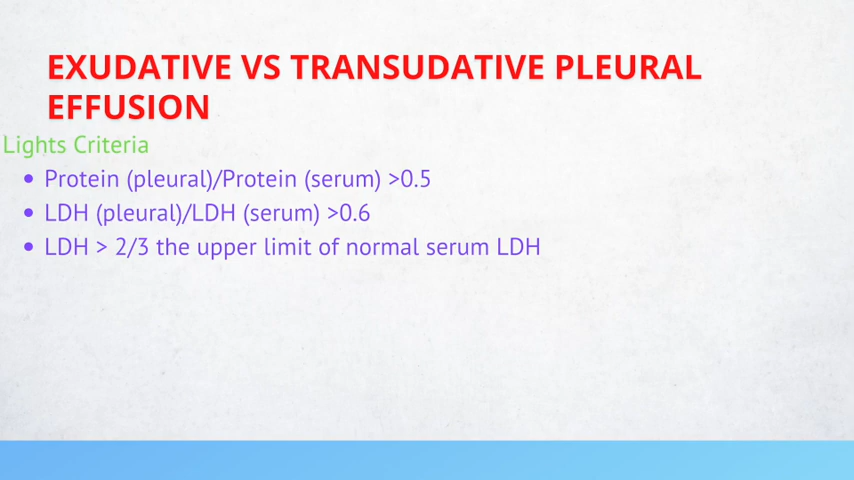 EXUDATIVE VS TRANSUDATIVE PLEURAL
EFFUSION
Lights Criteria
• Protein (pleural)/Protein (serum) >0.5
• LDH (pleural)/LDH (serum) >0.6
• LDH > 2/3 the upper limit of normal serum LDH